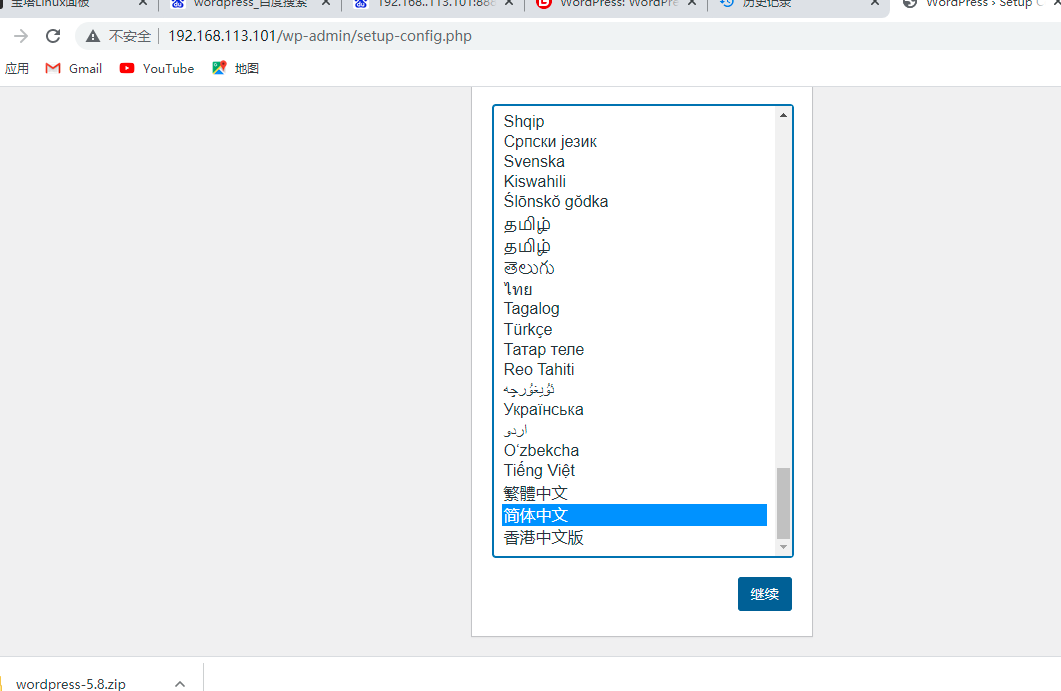 宝塔Linux面板
wordpress_百度搜索
192.168..113.101:888
WordPress: WordPre
历史记录
WordPress › Setup C
不安全
192.168.113.101/wp-admin/setup-config.php
应用
Gmail
YouTube
地图
Shqip
Српски језик
Svenska
Kiswahili
Ślōnskŏ gŏdka
தமிழ்
தமிழ்
తెలుగు
ไทย
Tagalog
Türkçe
Татар теле
Reo Tahiti
ئۇيغۇرچە
Українська
اردو
O‘zbekcha
Tiếng Việt
繁體中文
简体中文
香港中文版
继续
wordpress-5.8.zip